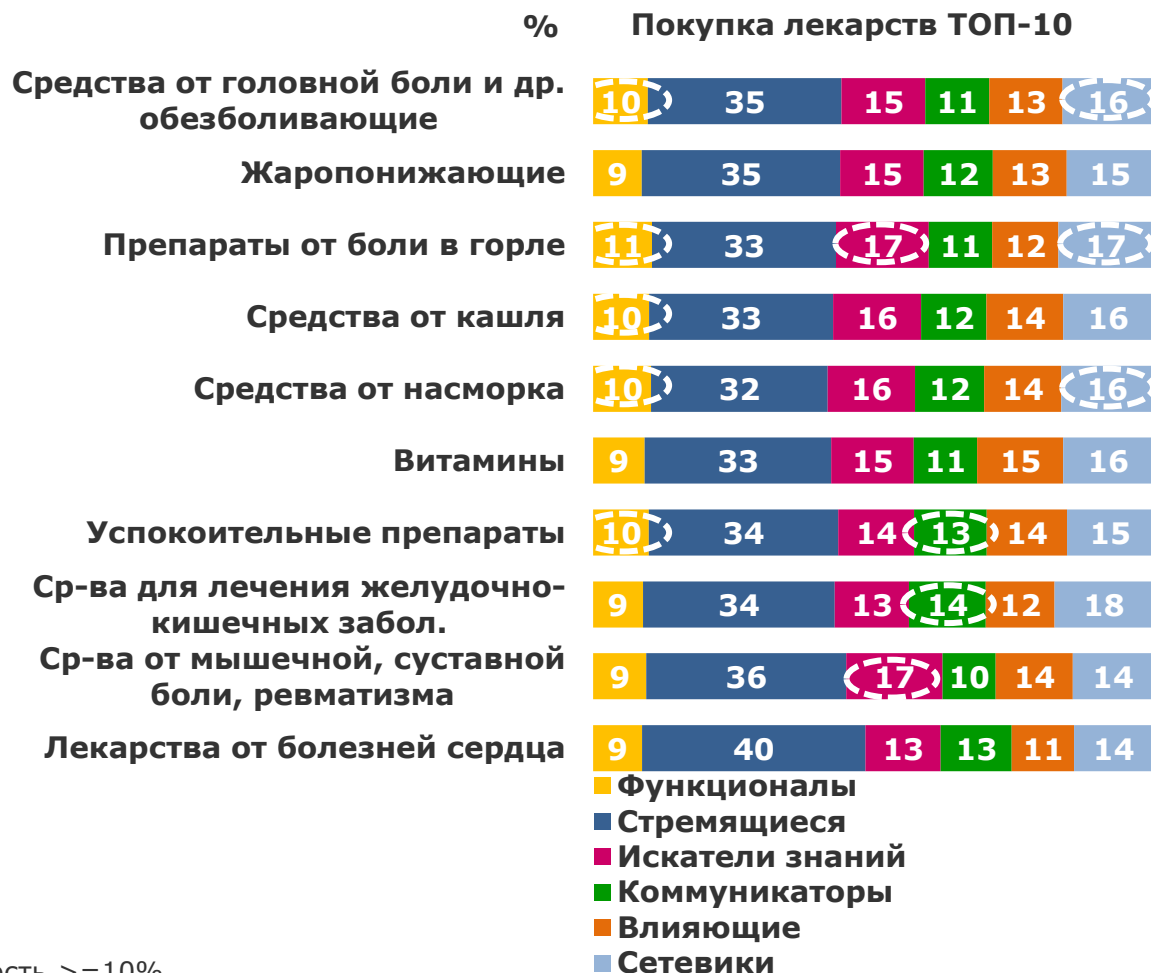 % Покупка лекарств ТОП-10
Средства от головной боли и др.
обезболивающие
10 35 15 11 13 16
Жаропонижающие
9 35 15 12 13 15
Препараты от боли в горле
11 33 17 11 12 17
Средства от кашля
10 33 16 12 14 16
Средства от насморка
10 32 16 12 14 16
Витамины
9 33 15 11 15 16
Успокоительные препараты
10 34 14 13 14 15
Ср-ва для лечения желудочно-
кишечных забол.
9 34 13 14 12 18
Ср-ва от мышечной, суставной
боли, ревматизма
9 36 17 10 14 14
Лекарства от болезней сердца
9 40 13 13 11 14
Функционалы
Стремящиеся
Искатели знаний
Коммуникаторы
Влияющие
Сетевики
>=10%